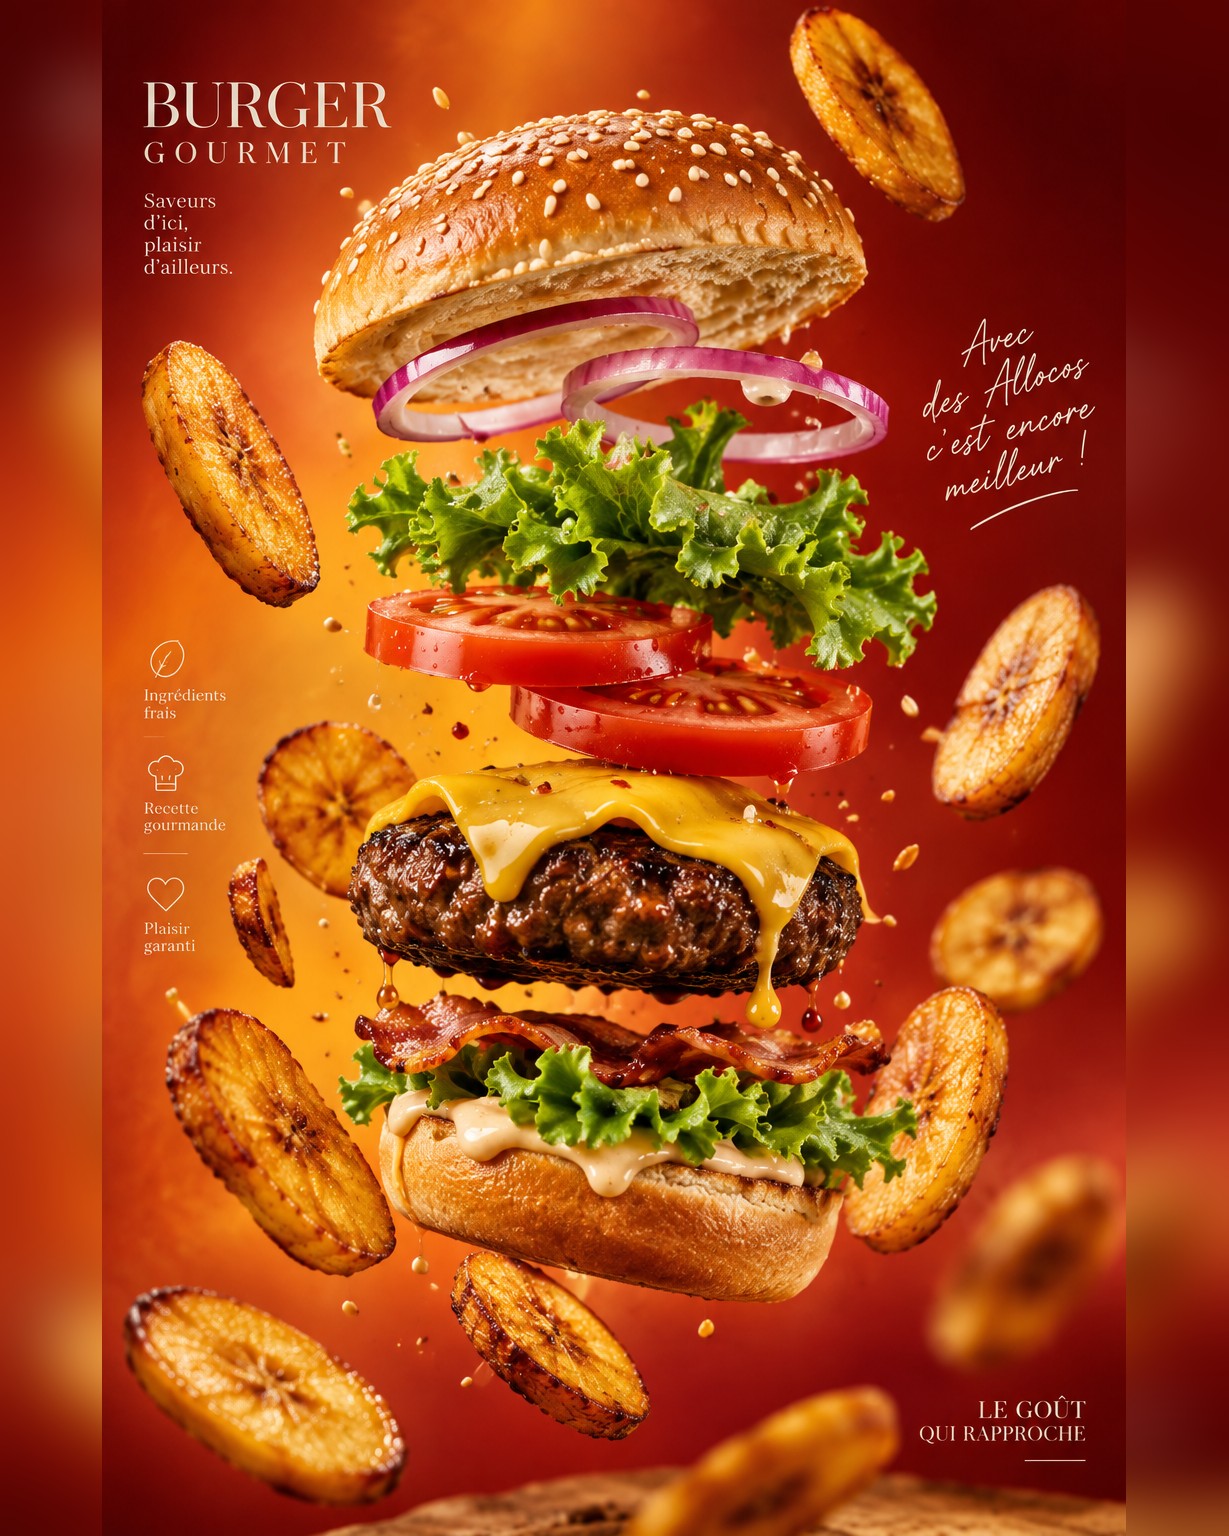 BURGER
GOURMET
Saveurs
d'ici,
plaisir
d'ailleurs.
Avec
des Allocos
c'est encore
meilleur !
Ingrédients
frais
Recette
gourmande
Plaisir
garanti
LE GOÛT
QUI RAPPROCHE